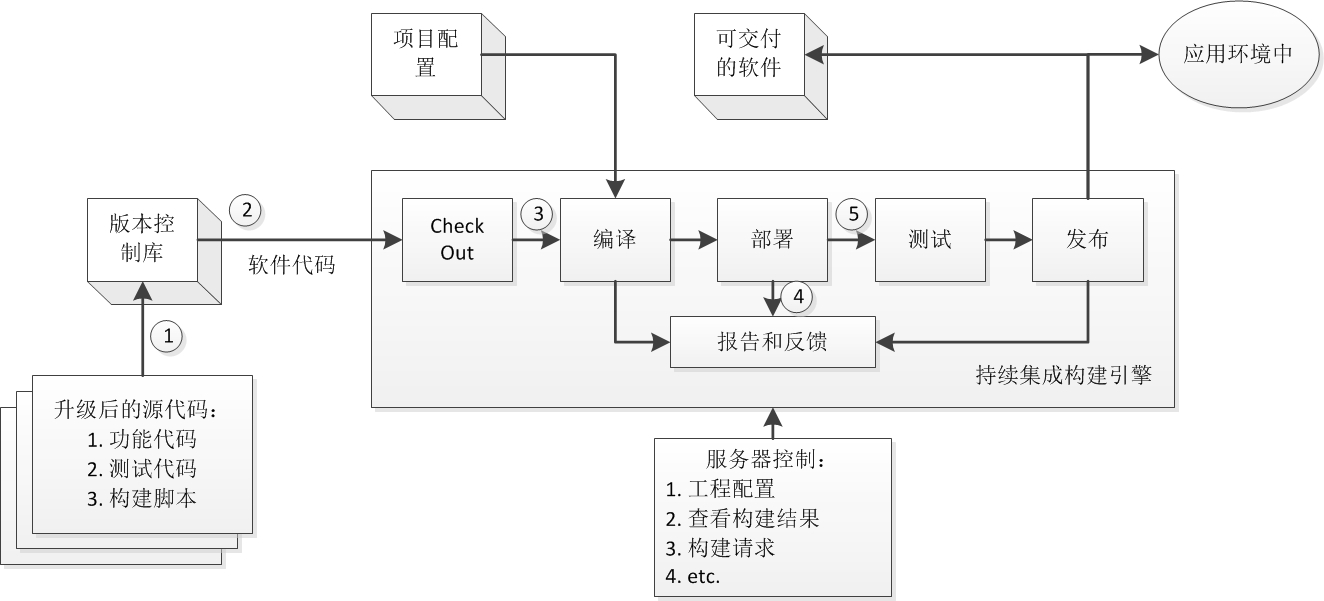 项目配
置
可交付
的软件
应用环境中
版本控
制库
2
软件代码
Check
Out
3
编译
部署
5
测试
发布
4
报告和反馈
持续集成构建引擎
1
升级后的源代码：
1. 功能代码
2. 测试代码
3. 构建脚本
服务器控制：
1. 工程配置
2. 查看构建结果
3. 构建请求
4. etc.